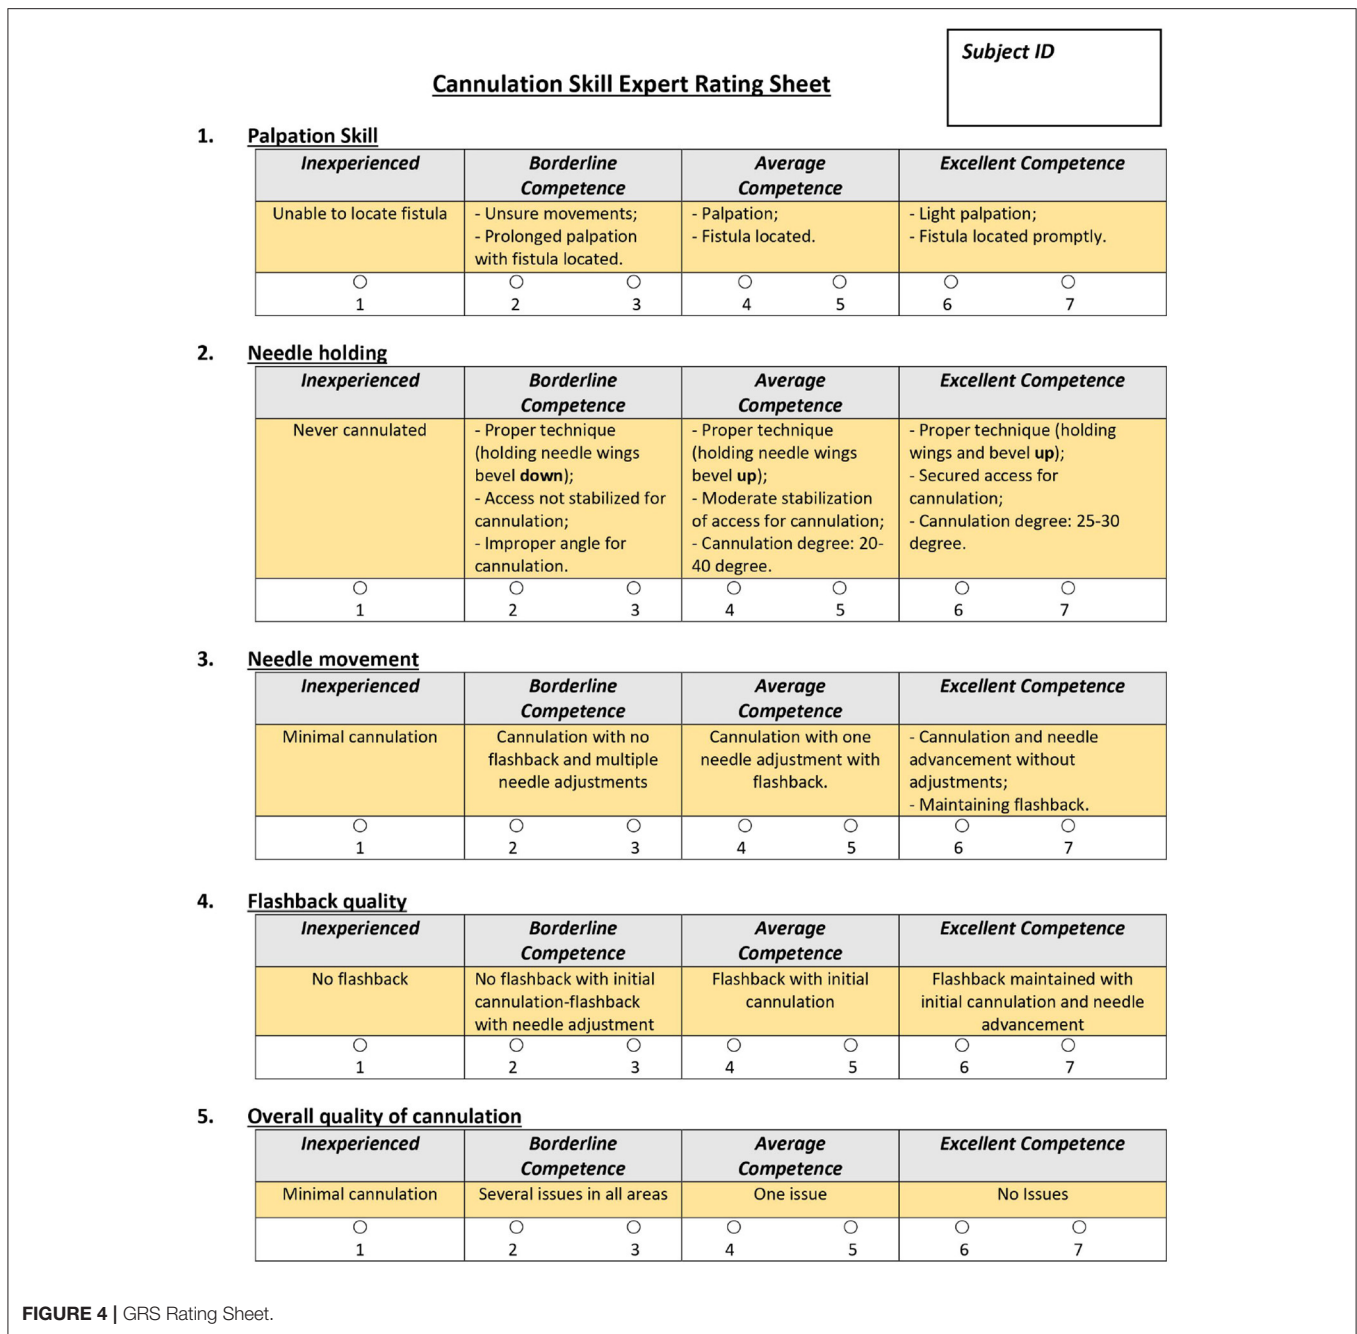 Subject ID
Cannulation Skill Expert Rating Sheet
1. Palpation Skill
Inexperienced
Borderline
Competence
Average
Competence
Excellent Competence
Unable to locate fistula
- Unsure movements;
- Prolonged palpation
with fistula located.
- Palpation;
- Fistula located.
- Light palpation;
- Fistula located promptly.
1 2 3 4 5 6 7
2. Needle holding
Inexperienced
Borderline
Competence
Average
Competence
Excellent Competence
Never cannulated
- Proper technique
(holding needle wings
bevel down);
- Access not stabilized for
cannulation;
- Improper angle for
cannulation.
- Proper technique
(holding needle wings
bevel up);
- Moderate stabilization
of access for cannulation;
- Cannulation degree: 20-
40 degree.
- Proper technique (holding
wings and bevel up);
- Secured access for
cannulation;
- Cannulation degree: 25-30
degree.
1 2 3 4 5 6 7
3. Needle movement
Inexperienced
Borderline
Competence
Average
Competence
Excellent Competence
Minimal cannulation
Cannulation with no
flashback and multiple
needle adjustments
Cannulation with one
needle adjustment with
flashback.
- Cannulation and needle
advancement without
adjustments;
- Maintaining flashback.
1 2 3 4 5 6 7
4. Flashback quality
Inexperienced
Borderline
Competence
Average
Competence
Excellent Competence
No flashback
No flashback with initial
cannulation-flashback
with needle adjustment
Flashback with initial
cannulation
Flashback maintained with
initial cannulation and needle
advancement
1 2 3 4 5 6 7
5. Overall quality of cannulation
Inexperienced
Borderline
Competence
Average
Competence
Excellent Competence
Minimal cannulation
Several issues in all areas
One issue
No Issues
1 2 3 4 5 6 7
FIGURE 4 | GRS Rating Sheet.